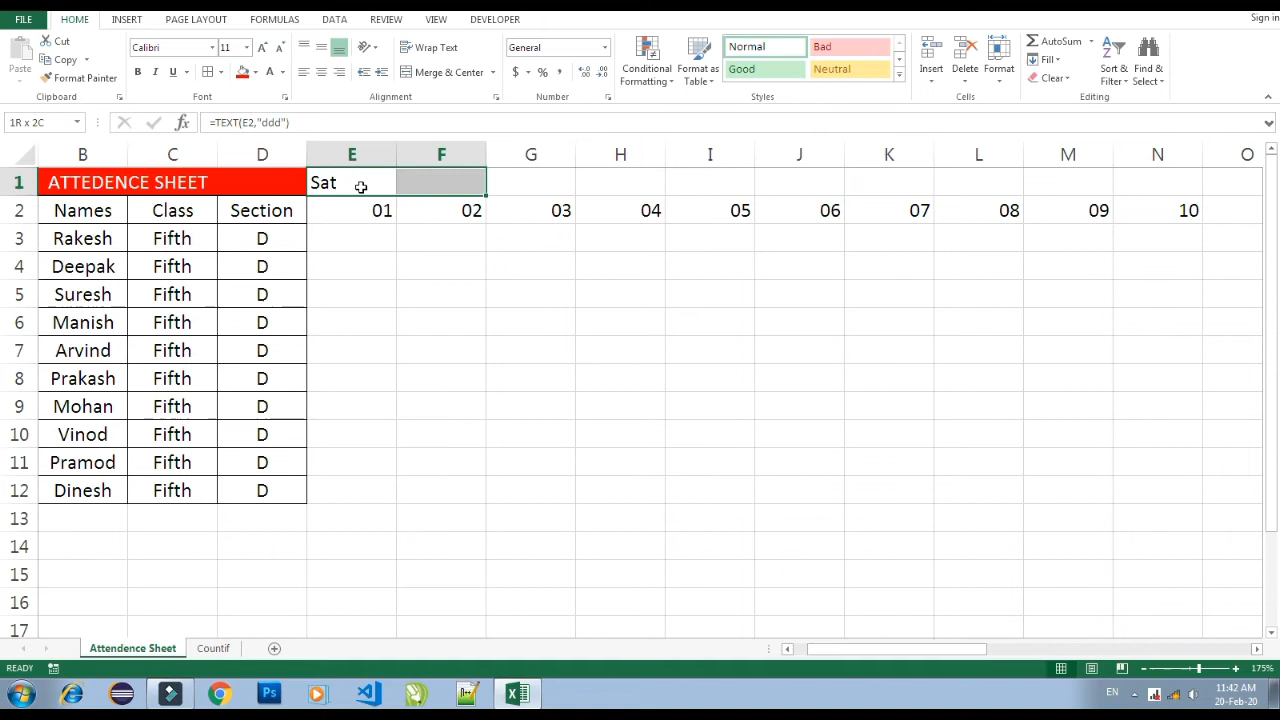 FILE HOME INSERT PAGE LAYOUT FORMULAS DATA REVIEW VIEW DEVELOPER Sign in
Paste
Cut
Copy
Format Painter
Clipboard
Calibri 11
B I U
Font
Wrap Text
Merge & Center
Alignment
General
$ % ,
Number
Conditional
Formatting
Format as
Table
Normal Bad
Good Neutral
Styles
Insert Delete Format
Cells
AutoSum
Fill
Clear
Sort &
Filter
Find &
Select
Editing
1R x 2C fx =TEXT(E2,"ddd")
B C D E F G H I J K L M N O
1 ATTEDENCE SHEET Sat
2 Names Class Section 01 02 03 04 05 06 07 08 09 10
3 Rakesh Fifth D
4 Deepak Fifth D
5 Suresh Fifth D
6 Manish Fifth D
7 Arvind Fifth D
8 Prakash Fifth D
9 Mohan Fifth D
10 Vinod Fifth D
11 Pramod Fifth D
12 Dinesh Fifth D
13
14
15
16
17
Attendence Sheet Countif
READY 175%
EN 11:42 AM
20-Feb-20